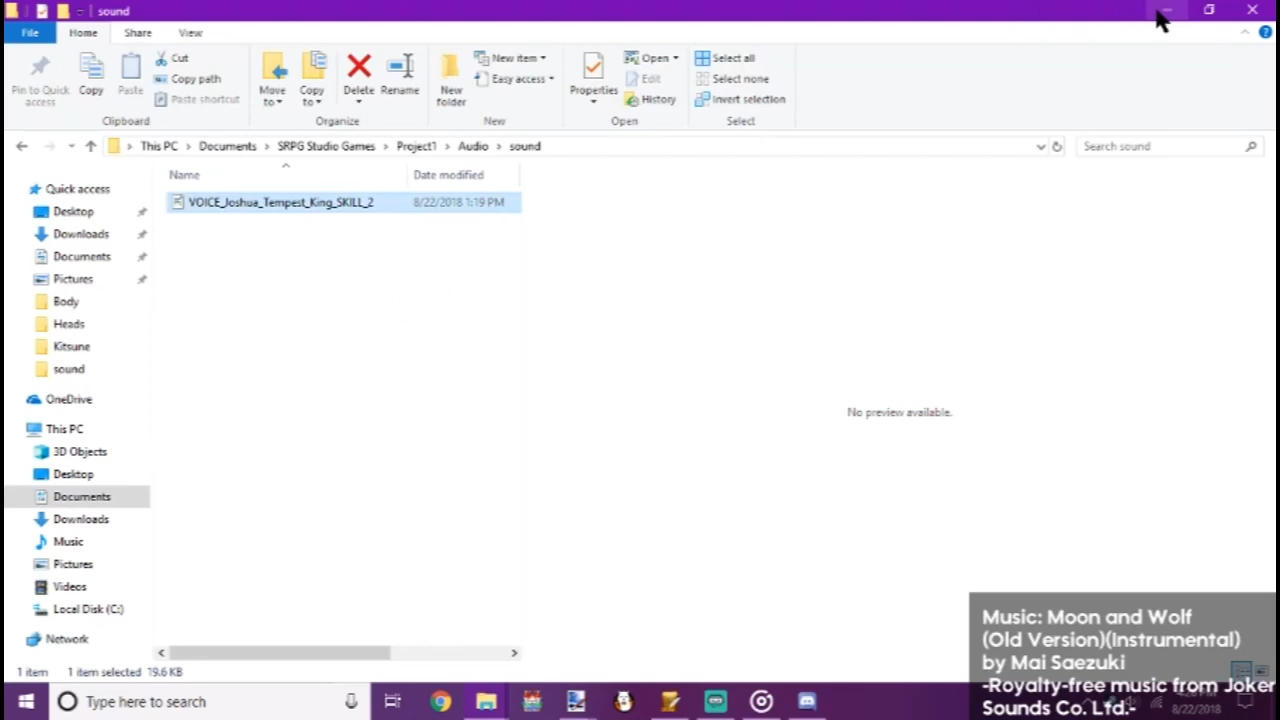 sound
File Home Share View
Pin to Quick access
Copy
Paste
Cut
Copy path
Paste shortcut
Clipboard
Move to
Copy to
Delete
Rename
Organize
New folder
New item
Easy access
New
Properties
Open
Edit
History
Open
Select all
Select none
Invert selection
Select
This PC > Documents > SRPG Studio Games > Project1 > Audio > sound
Search sound
Name Date modified
VOICE_Joshua_Tempest_King_SKILL_2 8/22/2018 1:19 PM
Quick access
Desktop
Downloads
Documents
Pictures
Body
Heads
Kitsune
sound
OneDrive
This PC
3D Objects
Desktop
Documents
Downloads
Music
Pictures
Videos
Local Disk (C:)
Network
No preview available.
1 item 1 item selected 19.6 KB
Music: Moon and Wolf
(Old Version)(Instrumental)
by Mai Saezuki
-Royalty-free music from Joker
Sounds Co. Ltd.-
Type here to search
8/22/2018